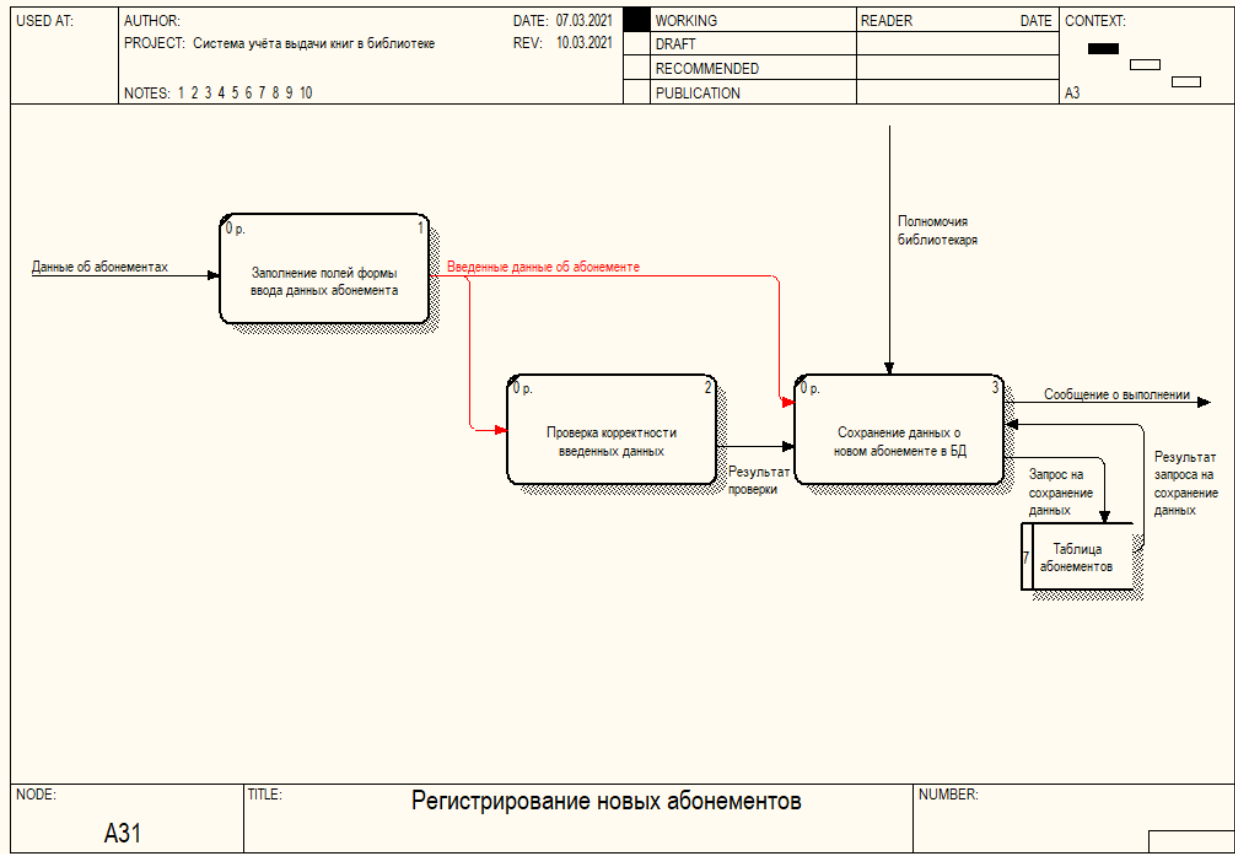 USED AT:
AUTHOR:
DATE: 07.03.2021
PROJECT: Система учёта выдачи книг в библиотеке
REV: 10.03.2021
NOTES: 1 2 3 4 5 6 7 8 9 10
WORKING
DRAFT
RECOMMENDED
PUBLICATION
READER
DATE
CONTEXT:
A3
Данные об абонементах
0 р.
1
Заполнение полей формы
ввода данных абонемента
Введенные данные об абонементе
Полномочия
библиотекаря
0 р.
2
Проверка корректности
введенных данных
Результат
проверки
0 р.
3
Сохранение данных о
новом абонементе в БД
Сообщение о выполнении
Запрос на
сохранение
данных
Результат
запроса на
сохранение
данных
7
Таблица
абонементов
NODE:
A31
TITLE:
Регистрирование новых абонементов
NUMBER: